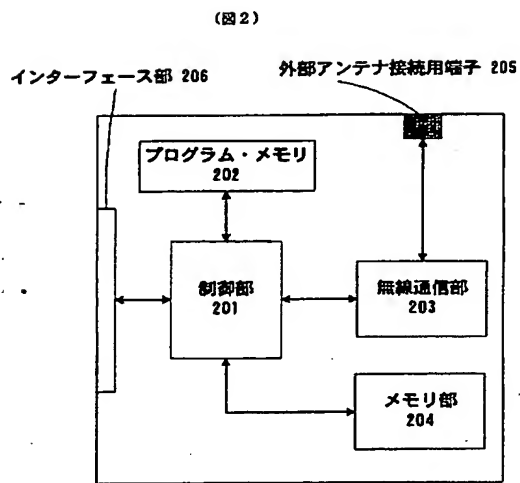 (図2)
インターフェース部 206
外部アンテナ接続用端子 205
プログラム・メモリ
202
制御部
201
無線通信部
203
メモリ部
204